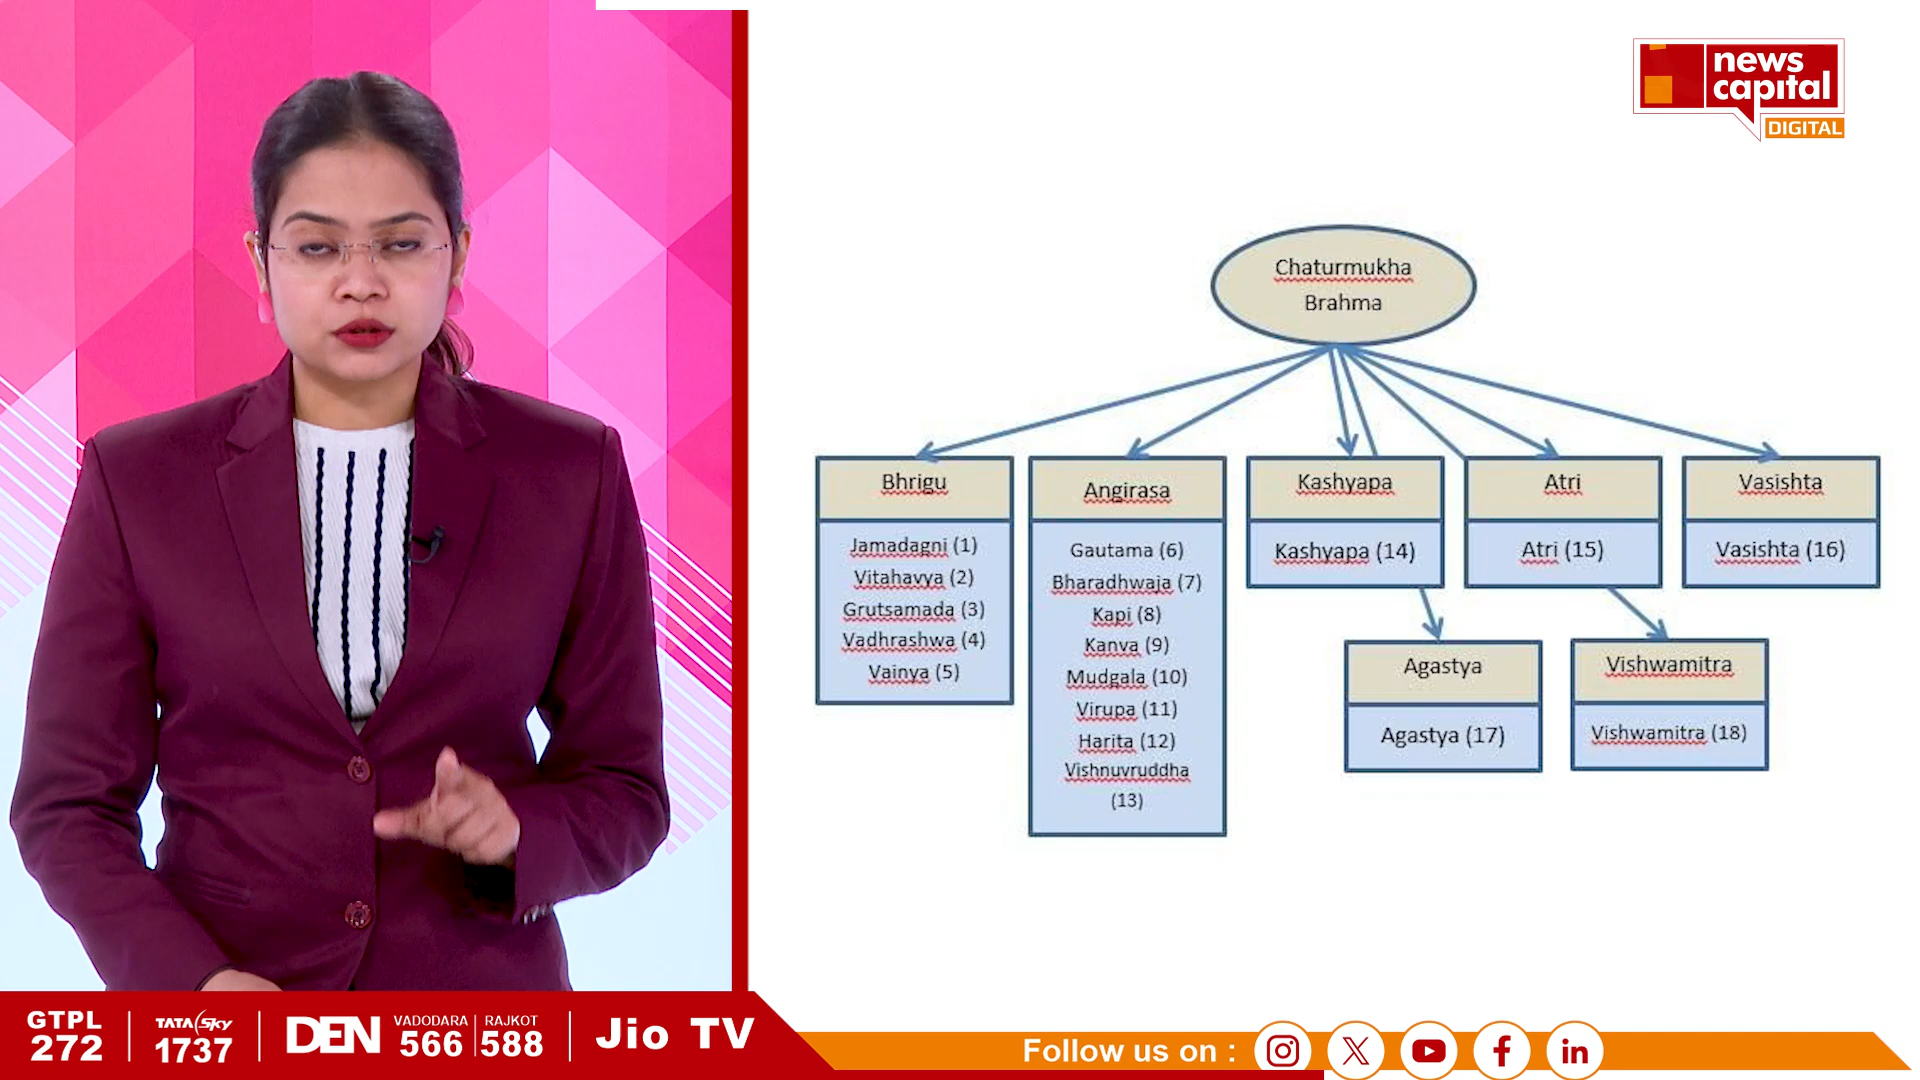 news
capital
DIGITAL
Chaturmukha
Brahma
Bhrigu
Jamadagni (1)
Vitahavya (2)
Grutsamada (3)
Vadhrashwa (4)
Vainya (5)
Angirasa
Gautama (6)
Bharadhwaja (7)
Kapi (8)
Kanva (9)
Mudgala (10)
Virupa (11)
Harita (12)
Vishnuvruddha
(13)
Kashyapa
Kashyapa (14)
Atri
Atri (15)
Vasishta
Vasishta (16)
Agastya
Agastya (17)
Vishwamitra
Vishwamitra (18)
GTPL
272
TATA Sky
1737
DEN
VADODARA
566
RAJKOT
588
Jio TV
Follow us on :